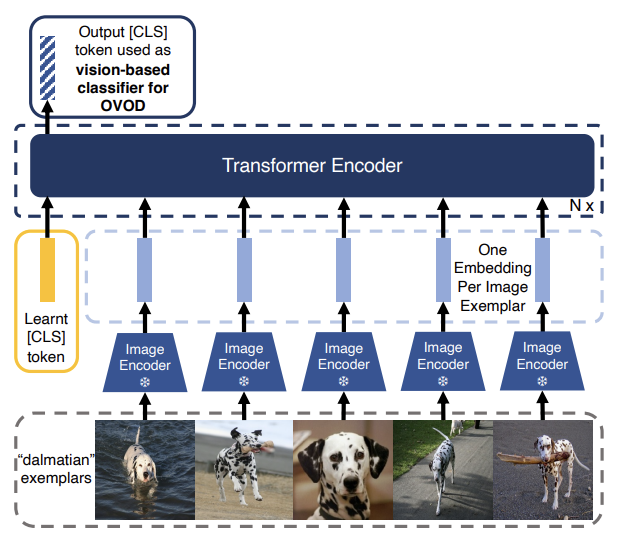 Output [CLS]
token used as
vision-based
classifier for
OVOD
Transformer Encoder
N x
Learnt
[CLS]
token
One
Embedding
Per Image
Exemplar
Image
Encoder
Image
Encoder
Image
Encoder
Image
Encoder
Image
Encoder
“dalmatian”
exemplars